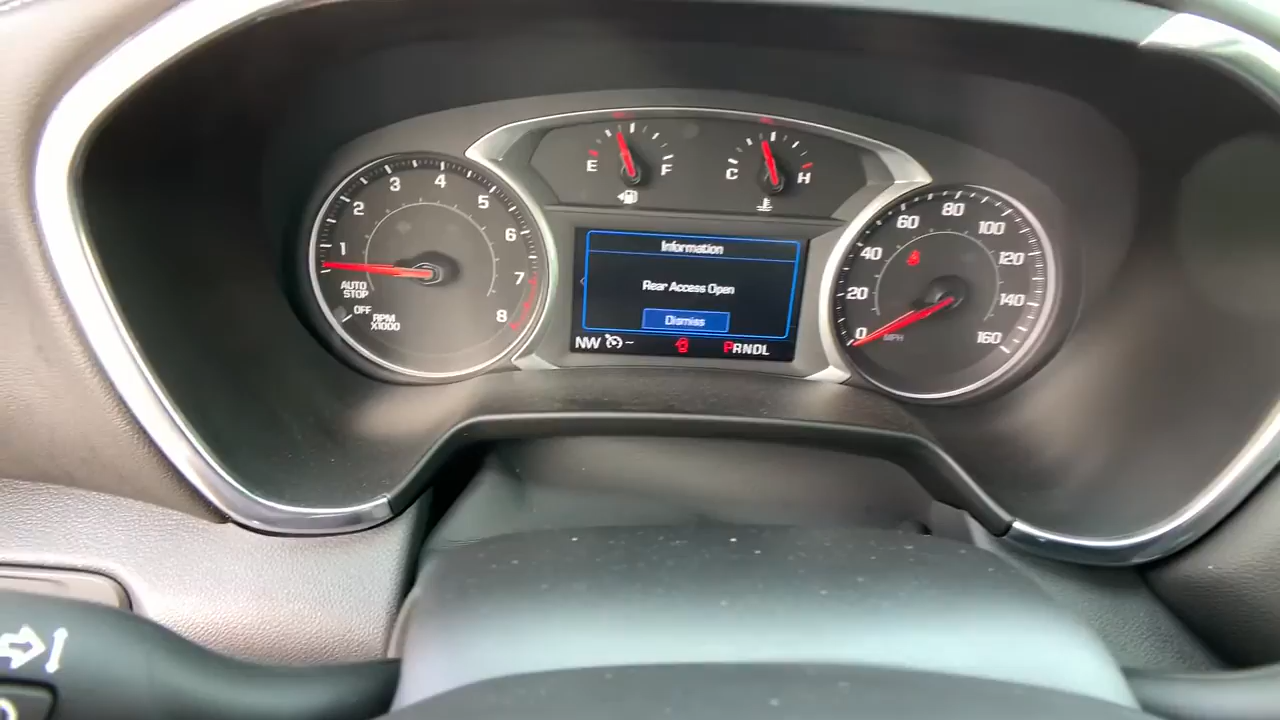 E F
C H
1 2 3 4 5 6 7 8
AUTO
STOP
OFF
RPM
X1000
Information
Rear Access Open
Dismiss
NW
PRNDL
0 20 40 60 80 100 120 140 160
MPH